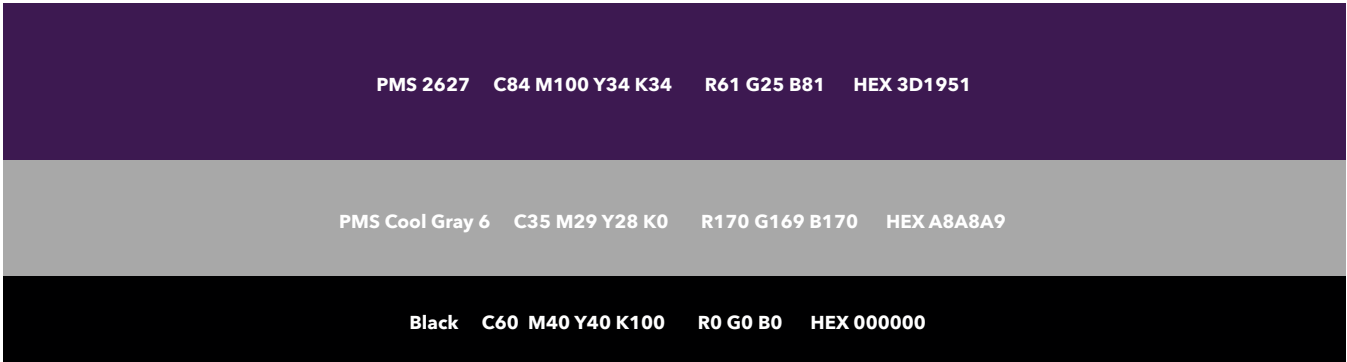 PMS 2627 C84 M100 Y34 K34 R61 G25 B81 HEX 3D1951
PMS Cool Gray 6 C35 M29 Y28 K0 R170 G169 B170 HEX A8A8A9
Black C60 M40 Y40 K100 R0 G0 B0 HEX 000000